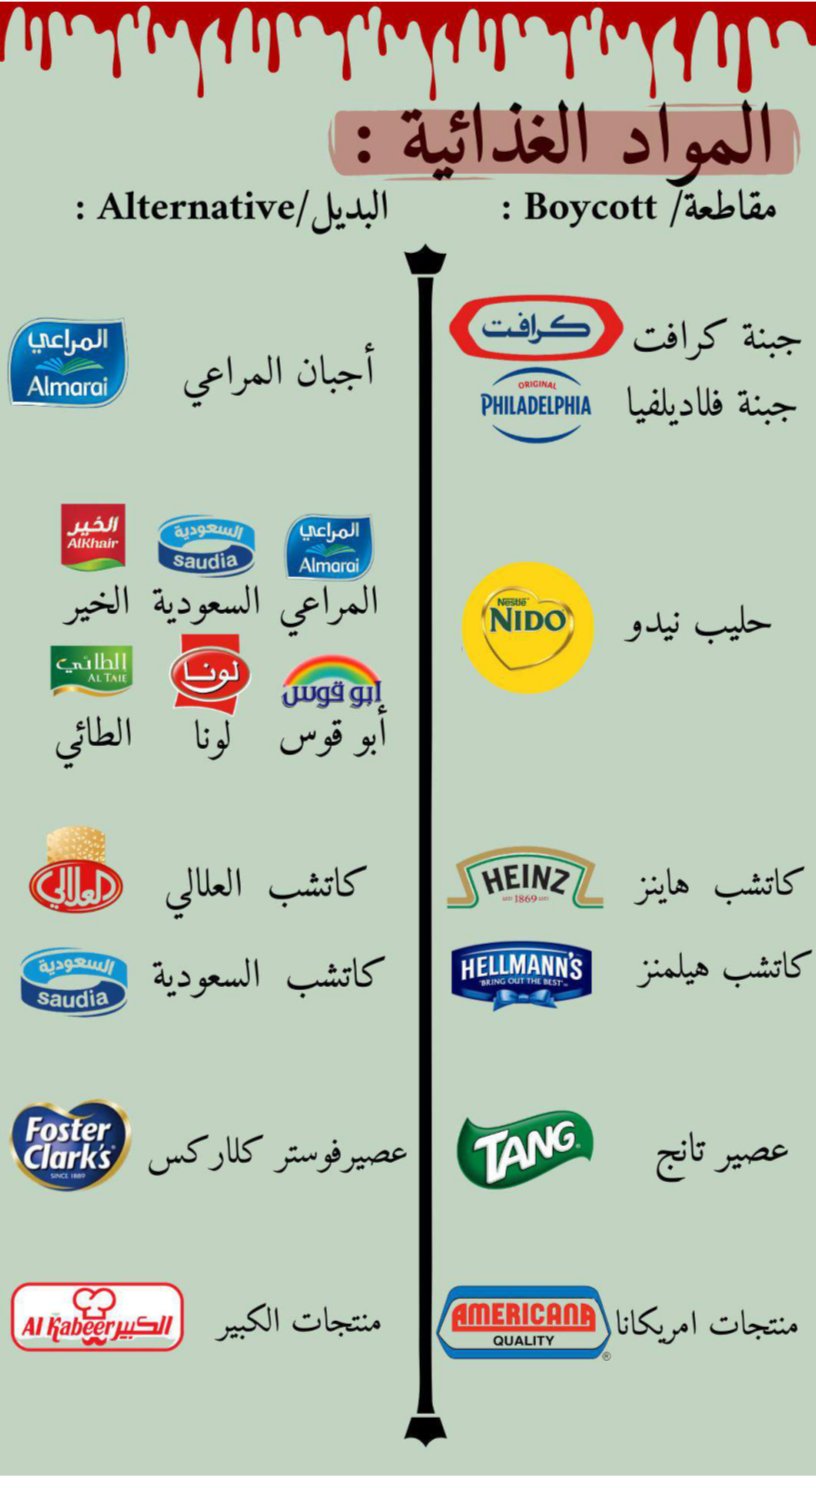 المواد الغذائية :
مقاطعة/ Boycott :
البديل/Alternative :
جبنة كرافت
كرافت
جبنة فلاديلفيا
ORIGINAL
PHILADELPHIA
أجبان المراعي
المراعي
Almarai
حليب نيدو
Nestlé
NIDO
المراعي
Almarai
السعودية
saudia
الخير
AlKhair
المراعي السعودية الخير
أبو قوس
لونا
الطائي
AL TAIE
أبو قوس لونا الطائي
كاتشب هاينز
HEINZ
ESTD 1869 ESTD
كاتشب العلالي
العلالي
كاتشب هيلمنز
HELLMANN'S
"BRING OUT THE BEST"
كاتشب السعودية
السعودية
saudia
عصير تانج
TANG
عصيرفوستر كلاركس
Foster
Clark's
SINCE 1889
منتجات امريكانا
AMERICANA
QUALITY
®
منتجات الكبير
Al Kabeer الكبير